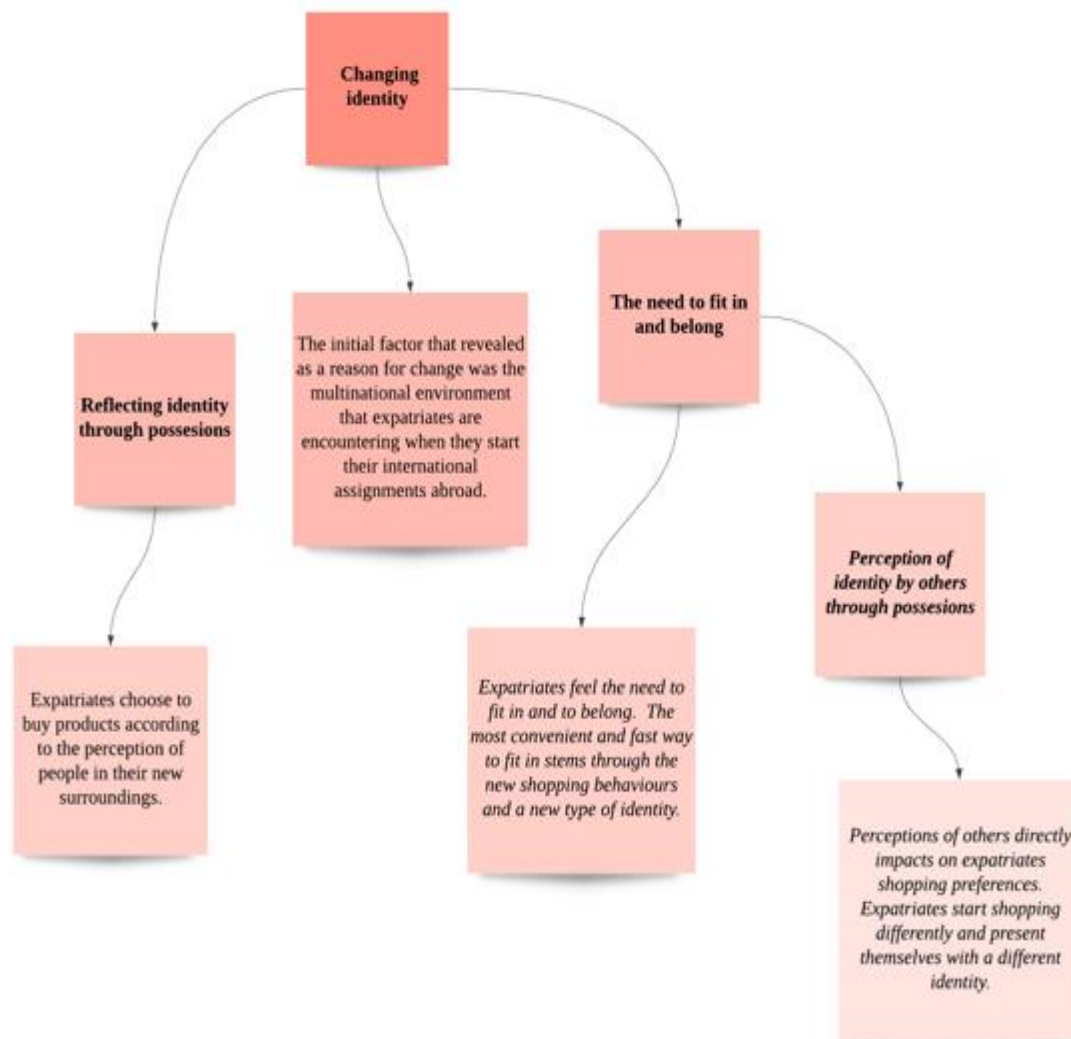 Changing
identity
The need to fit in
and belong
The initial factor that revealed
as a reason for change was the
multinational environment
that expatriates are
encountering when they start
their international
assignments abroad.
Reflecting identity
through possesions
Perception of
identity by others
through possesions
Expatriates choose to
buy products according
to the perception of
people in their new
surroundings.
Expatriates feel the need to
fit in and to belong.  The
most convenient and fast way
to fit in stems through the
new shopping behaviours
and a new type of identity.
Perceptions of others directly
impacts on expatriates
shopping preferences.
Expatriates start shopping
differently and present
themselves with a different
identity.